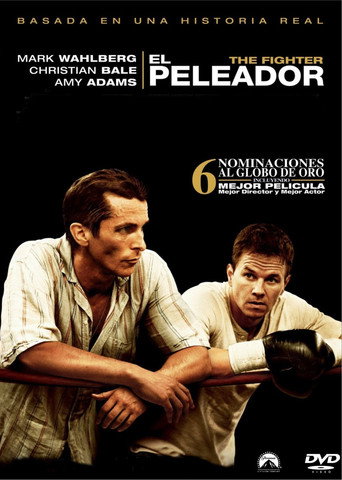 BASADA EN UNA HISTORIA REAL
MARK WAHLBERG
CHRISTIAN BALE
AMY ADAMS
EL
THE FIGHTER
PELEADOR
6 NOMINACIONES
AL GLOBO DE ORO
INCLUYENDO
MEJOR PELICULA
Mejor Director y Mejor Actor
DVD
VIDEO